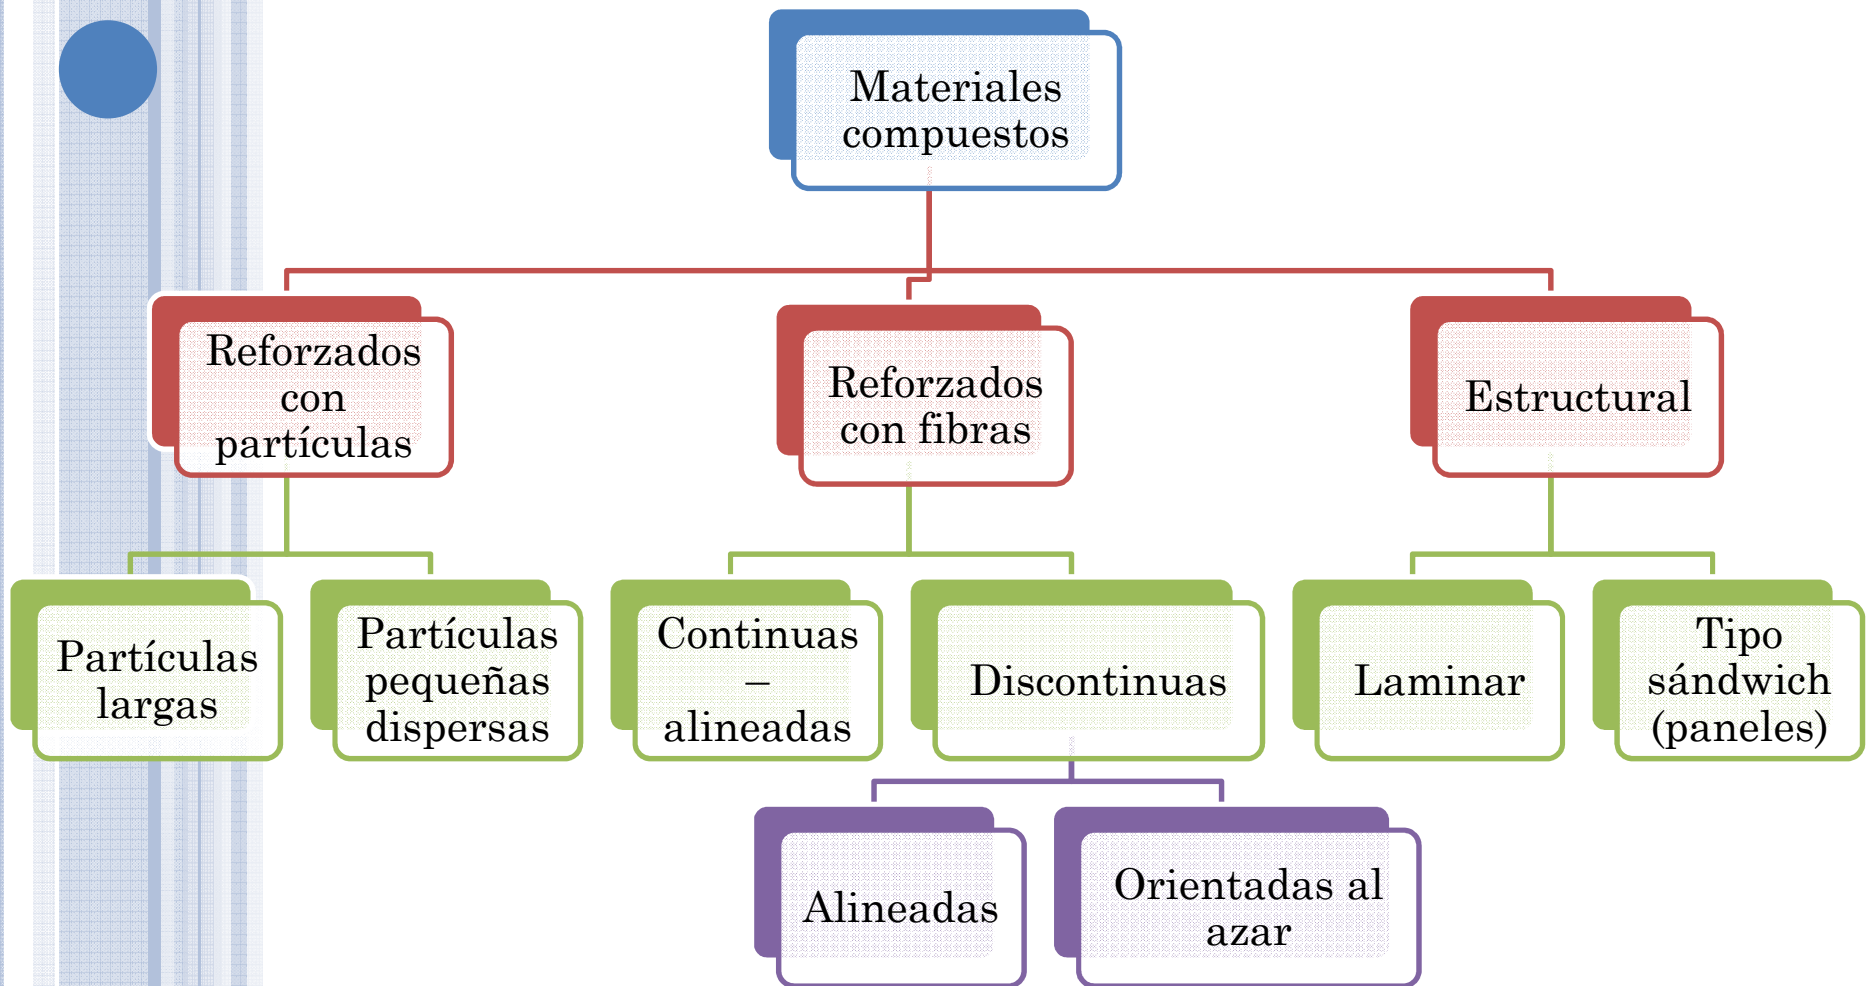 Materiales
compuestos
Reforzados
con
partículas
Reforzados
con fibras
Estructural
Partículas
largas
Partículas
pequeñas
dispersas
Continuas
–
alineadas
Discontinuas
Laminar
Tipo
sándwich
(paneles)
Alineadas
Orientadas al
azar